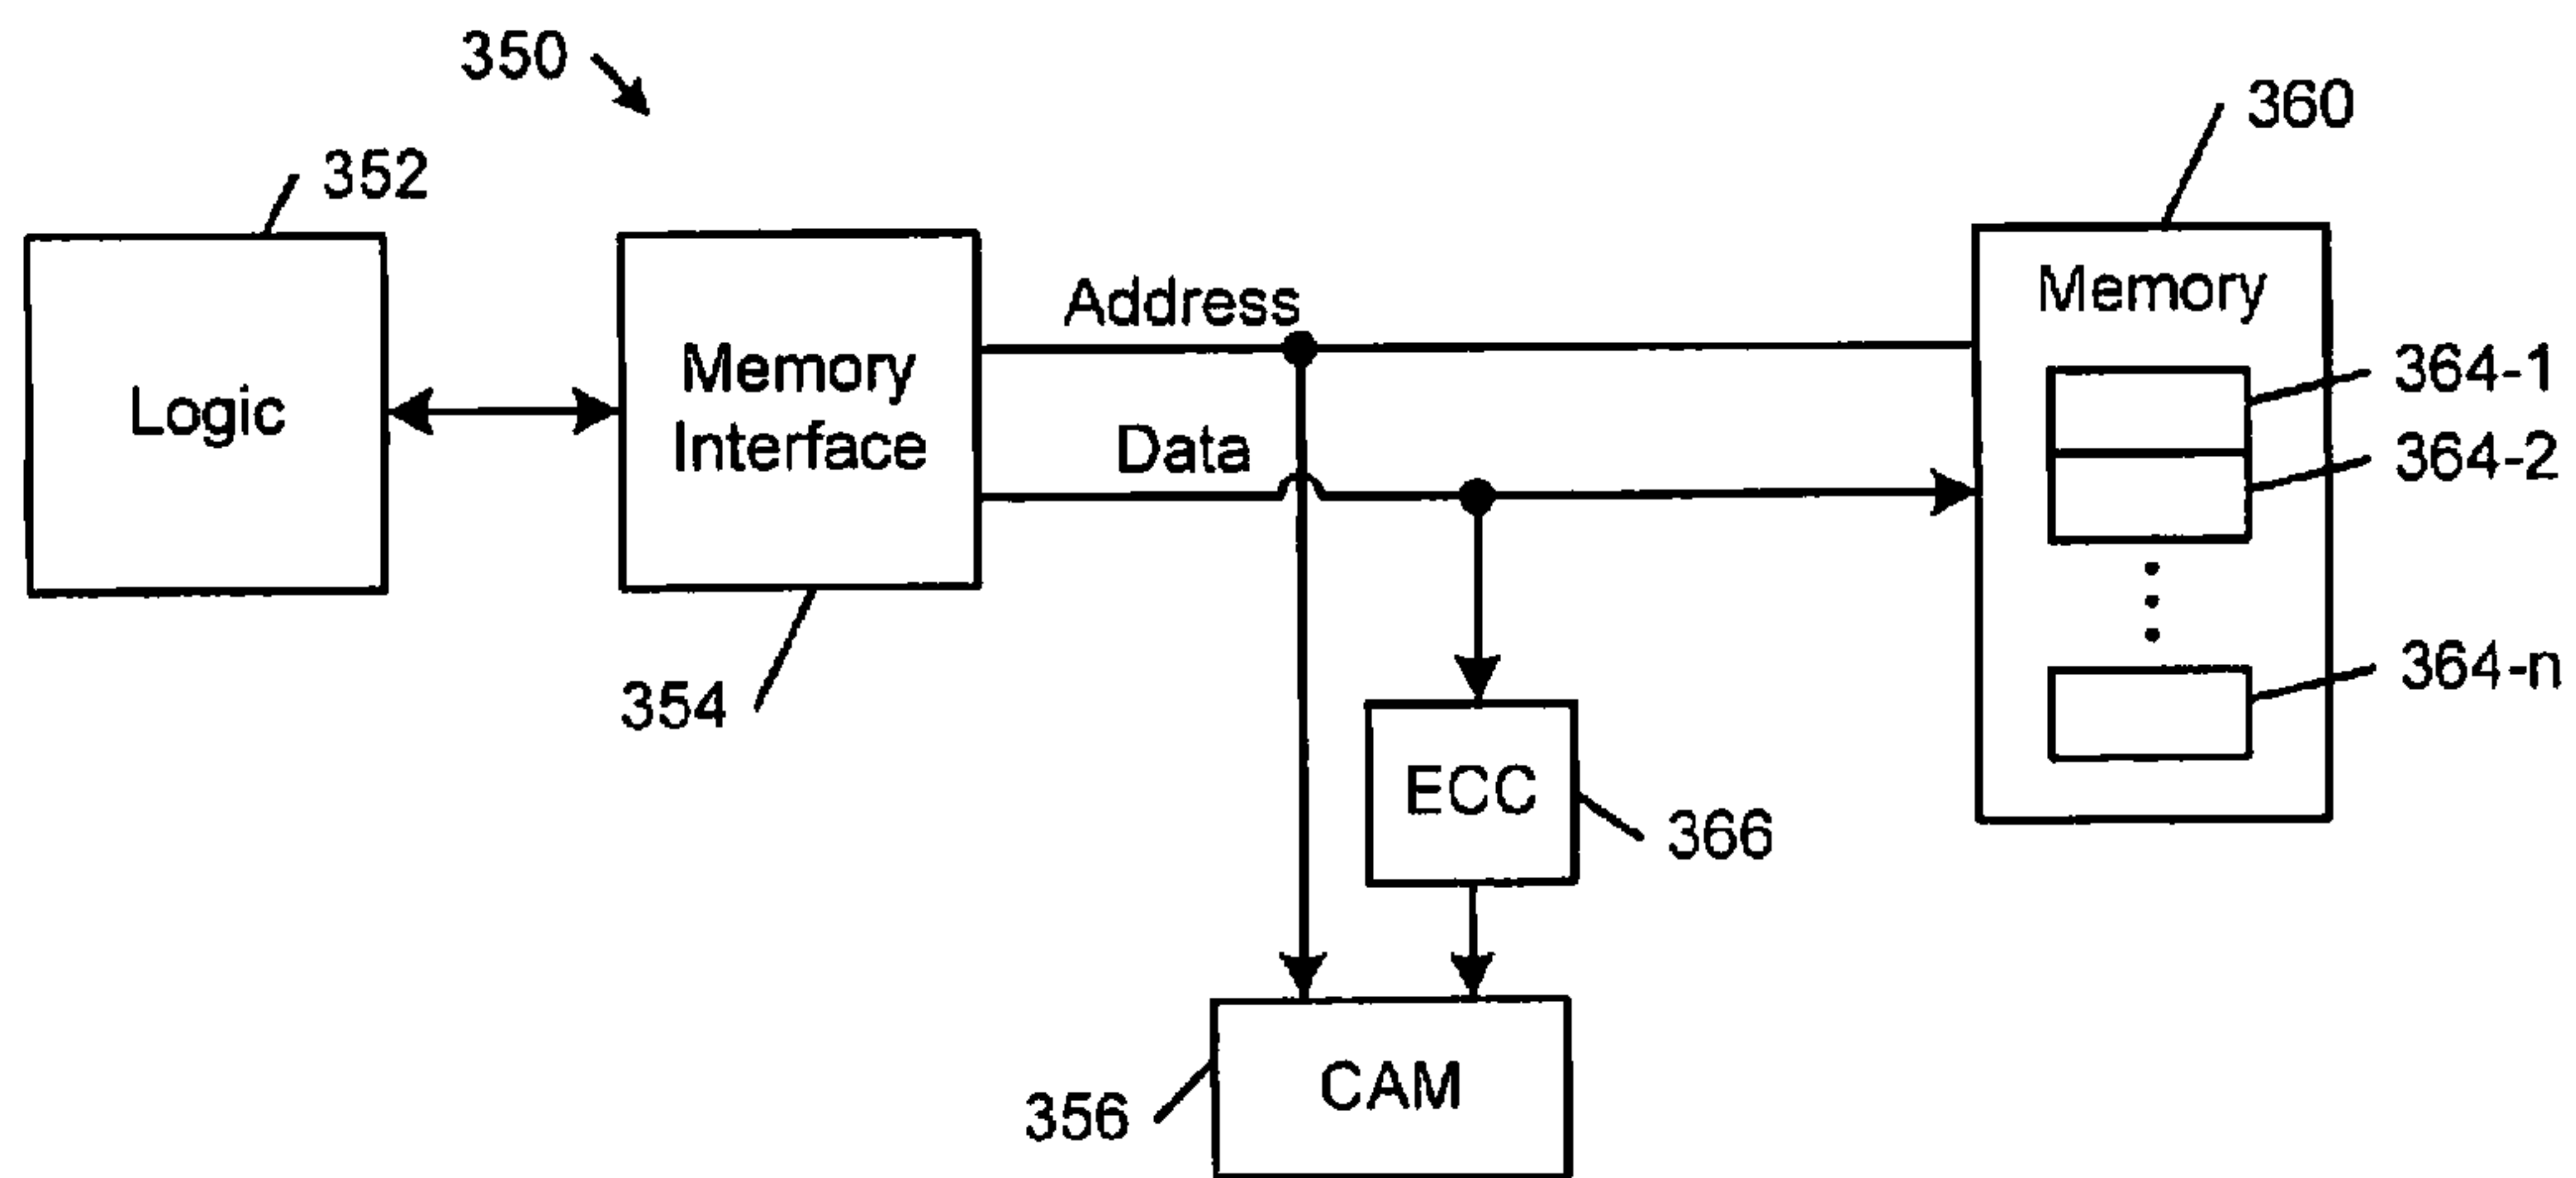 350
360
352
Memory
Address
364-1
Memory
Interface
Logic
Data
364-2
364-n
354
ECC
366
CAM
356